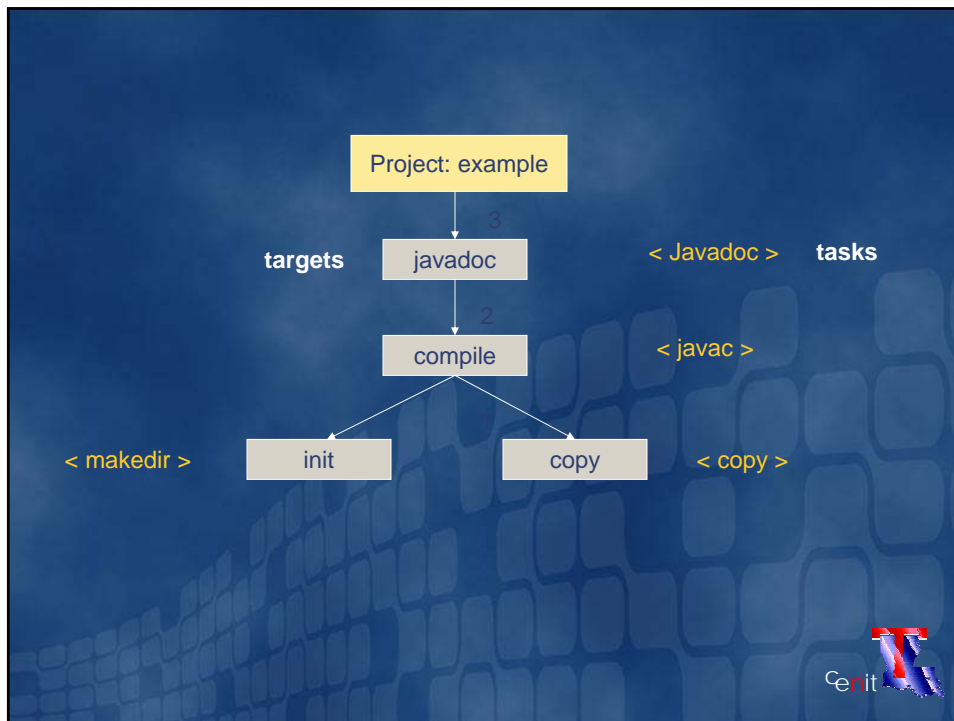 Project: example
3
targets
javadoc
< Javadoc >
tasks
2
compile
< javac >
< makedir >
init
copy
< copy >
cenit